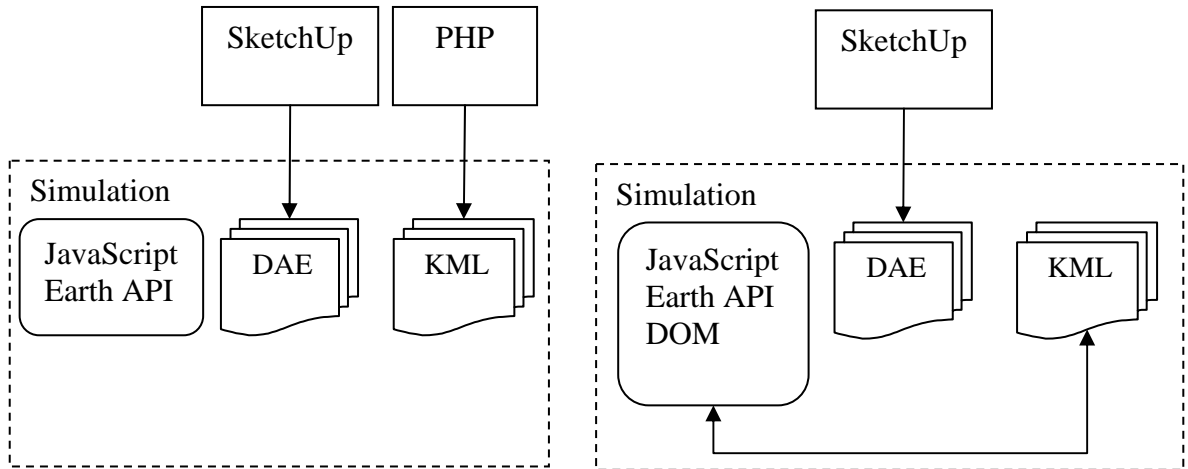 SketchUp
PHP
Simulation
JavaScript
Earth API
DAE
KML
SketchUp
Simulation
JavaScript
Earth API
DOM
DAE
KML